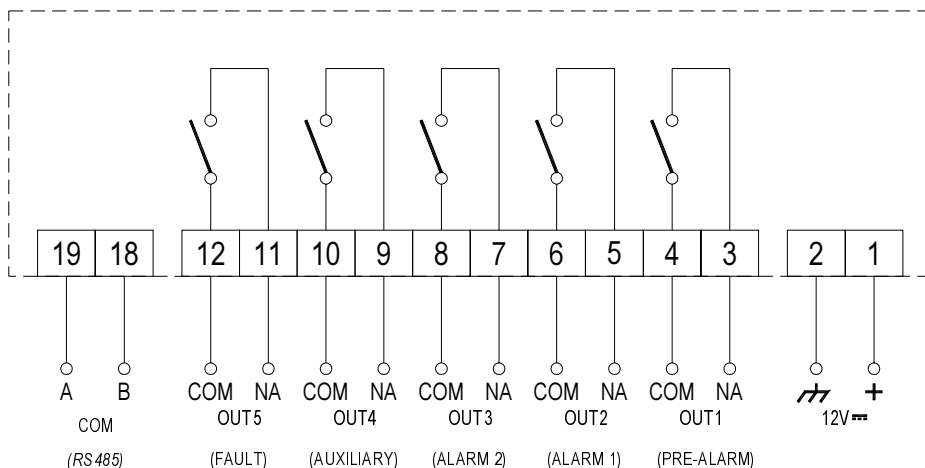 19 18 12 11 10 9 8 7 6 5 4 3 2 1
A B COM NA COM NA COM NA COM NA COM NA +
COM OUT5 OUT4 OUT3 OUT2 OUT1 12V
(RS485) (FAULT) (AUXILIARY) (ALARM 2) (ALARM 1) (PRE-ALARM)